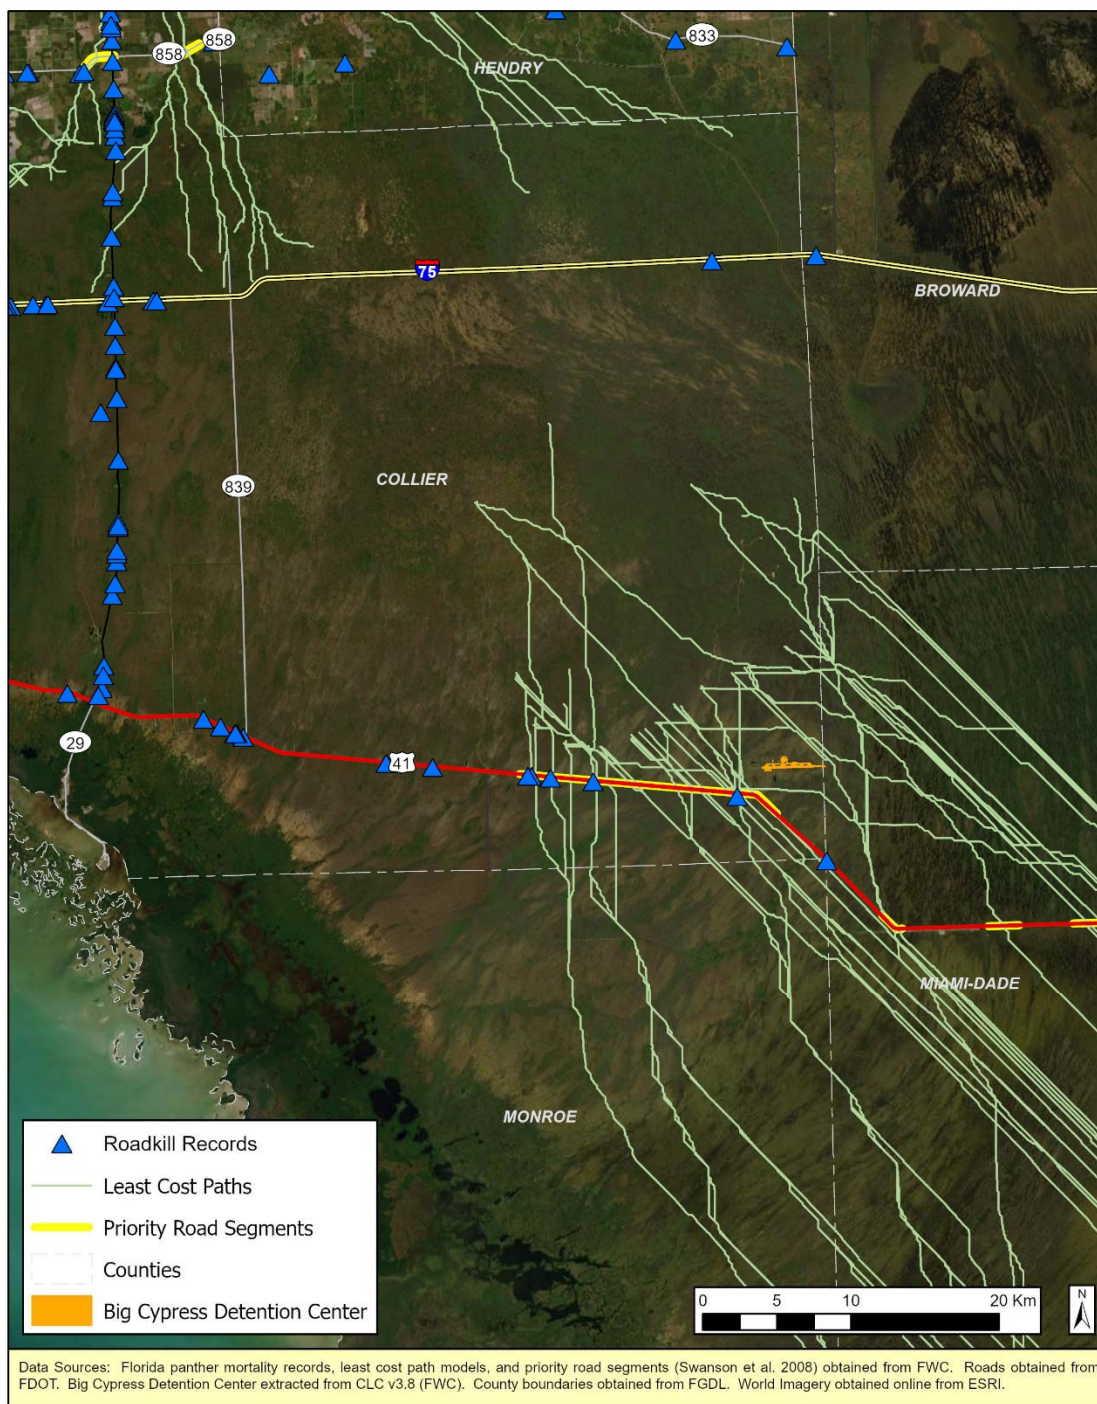 858
858
833
HENDRY
75
BROWARD
COLLIER
839
29
41
MIAMI-DADE
MONROE
Roadkill Records
Least Cost Paths
Priority Road Segments
Counties
Big Cypress Detention Center
0 5 10 20 Km
N
Data Sources: Florida panther mortality records, least cost path models, and priority road segments (Swanson et al. 2008) obtained from FWC. Roads obtained from
FDOT. Big Cypress Detention Center extracted from CLC v3.8 (FWC). County boundaries obtained from FGDL. World Imagery obtained online from ESRI.